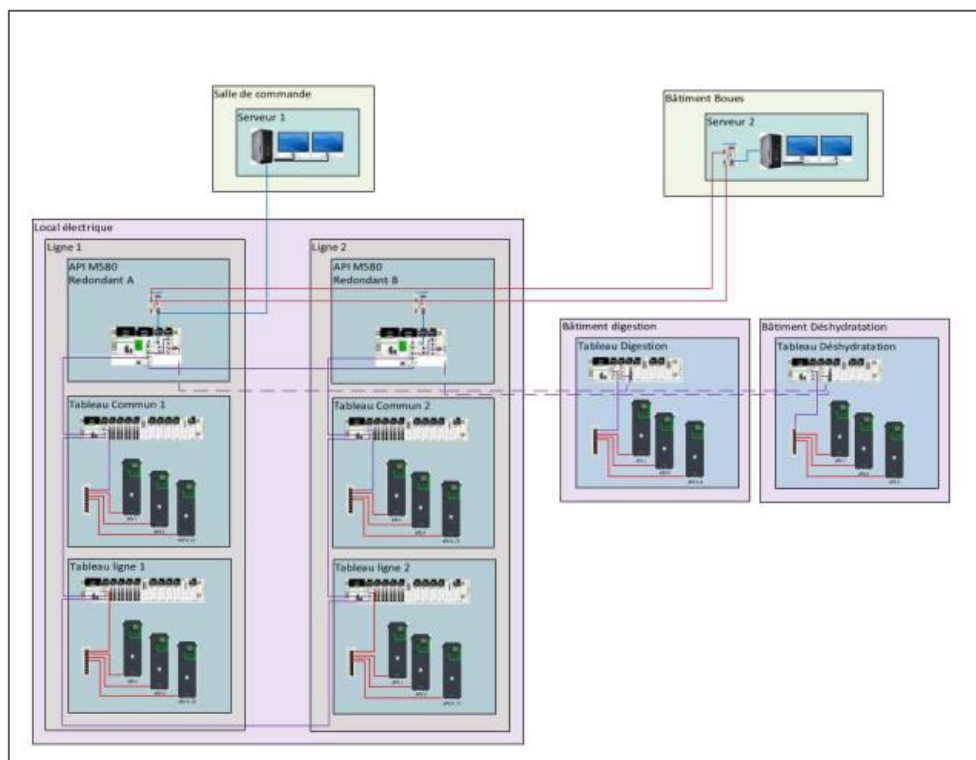 Salle de commande
Serveur 1
Bâtiment Boues
Serveur 2
Local électrique
Ligne 1
API M580
Redondant A
Ligne 2
API M580
Redondant B
Bâtiment digestion
Tableau Digestion
Bâtiment Déshydratation
Tableau Déshydratation
Tableau Commun 1
Tableau Commun 2
Tableau ligne 1
Tableau ligne 2